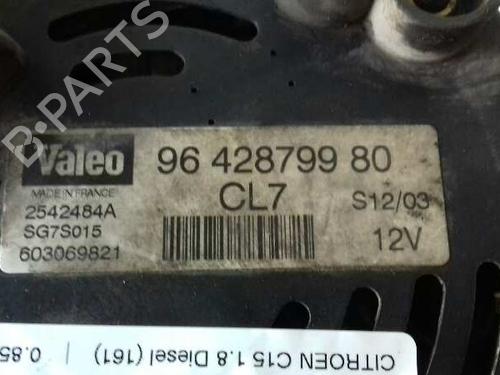 B-PARTS
Valeo
96 428799 80
MADE IN FRANCE
CL7
S12/03
2542484A
SG7S015
12V
603069821
CITROEN C15 1.8 Diesel (161) | 0.85